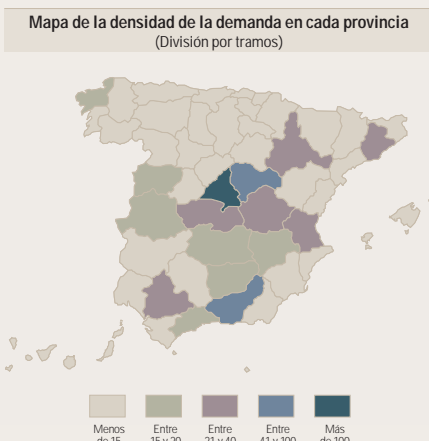 Mapa de la densidad de la demanda en cada provincia
(División por tramos)
Menos Entre Entre Entre Más
de 15 15 y 20 21 y 40 41 y 100 de 100